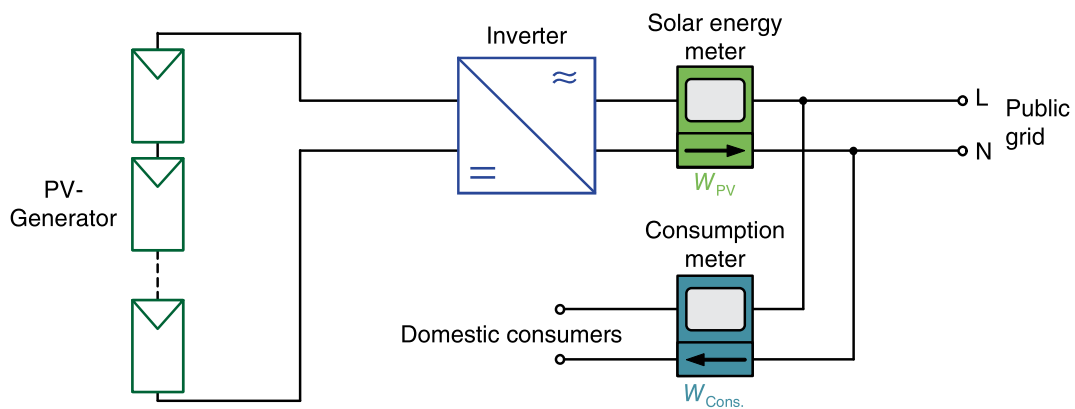 Inverter
Solar energy
meter
L
Public
grid
N
PV-
Generator
W PV
Consumption
meter
Domestic consumers
W Cons.